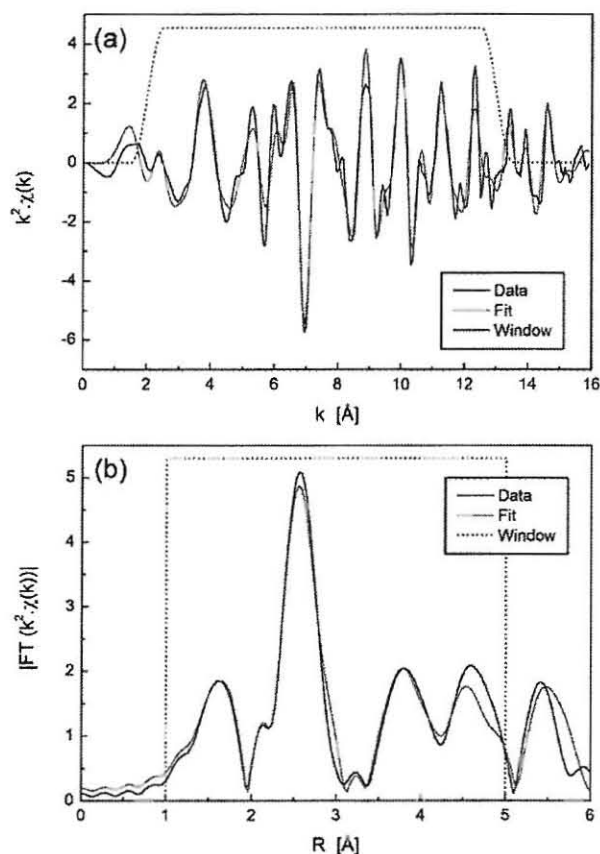 (a)
4
2
0
-2
-4
-6
k².χ(k)
Data
Fit
Window
0 2 4 6 8 10 12 14 16
k [Å]
(b)
5
4
3
2
1
0
|FT (k².χ(k))|
Data
Fit
Window
0 1 2 3 4 5 6
R [Å]